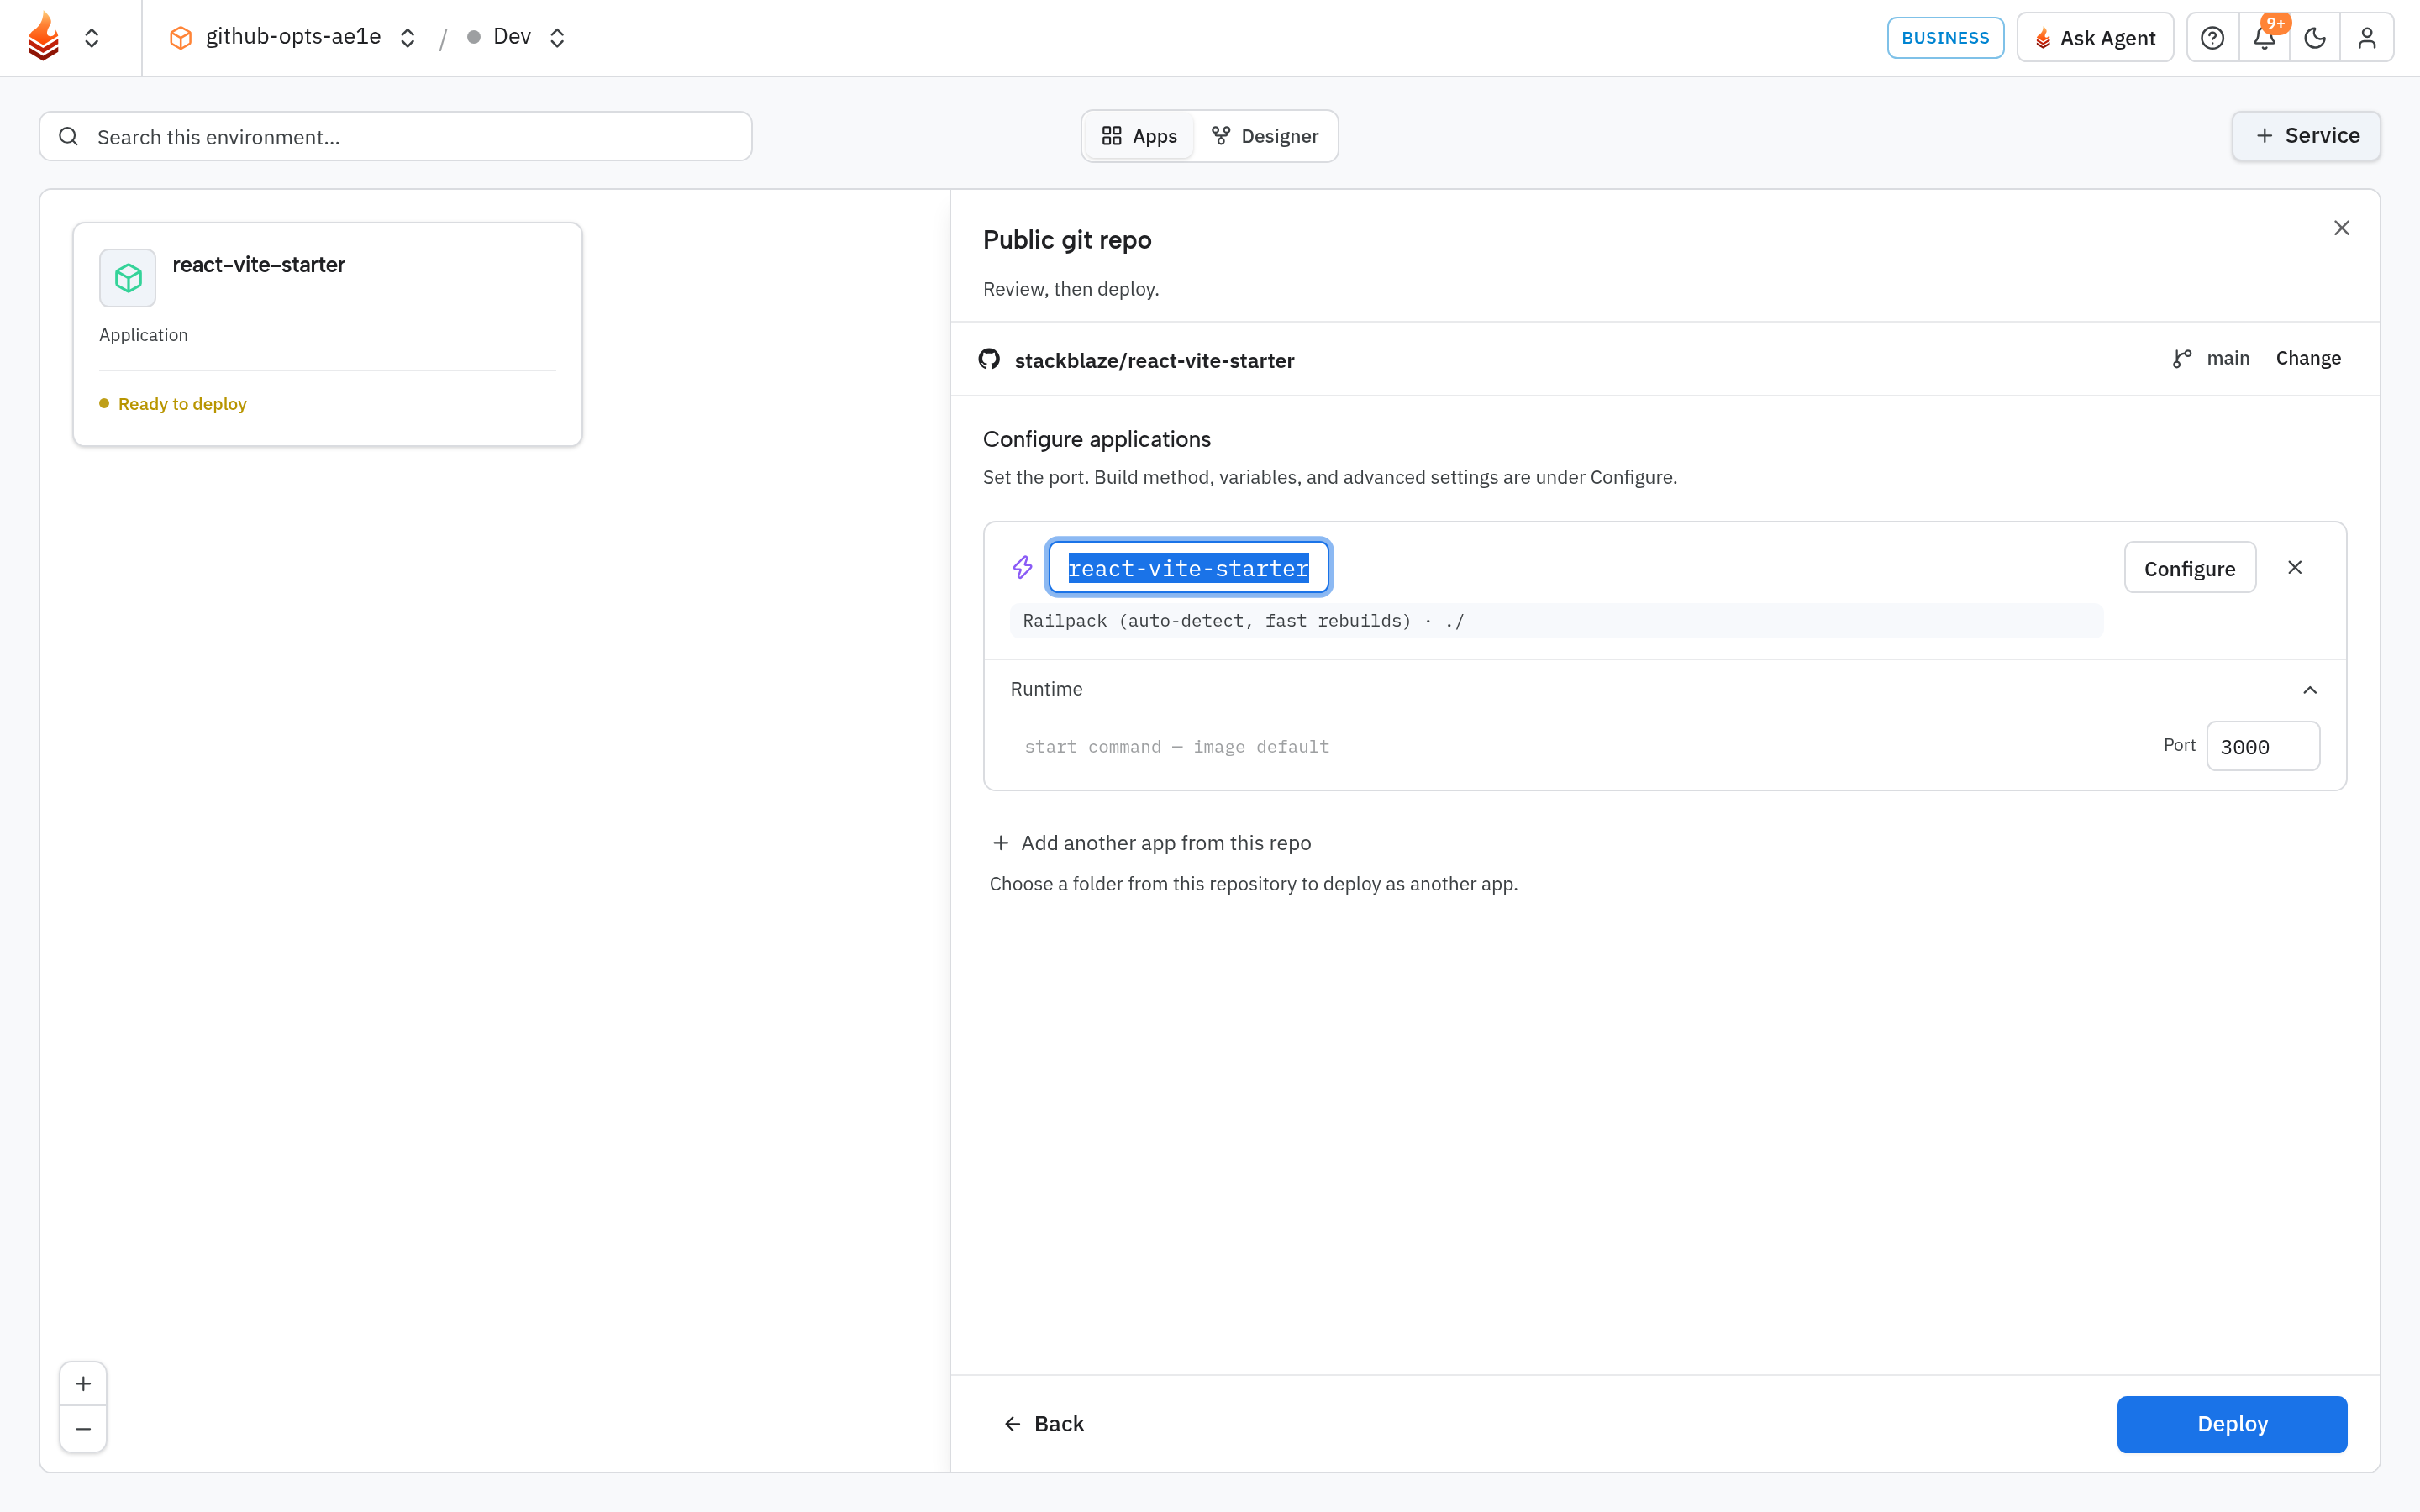 github-opts-ae1e / Dev
BUSINESS
Ask Agent
9+
Search this environment...
Apps
Designer
+ Service
react-vite-starter
Application
Ready to deploy
Public git repo
Review, then deploy.
stackblaze/react-vite-starter
main
Change
Configure applications
Set the port. Build method, variables, and advanced settings are under Configure.
react-vite-starter
Configure
Railpack (auto-detect, fast rebuilds) · ./
Runtime
start command — image default
Port
3000
+ Add another app from this repo
Choose a folder from this repository to deploy as another app.
Back
Deploy